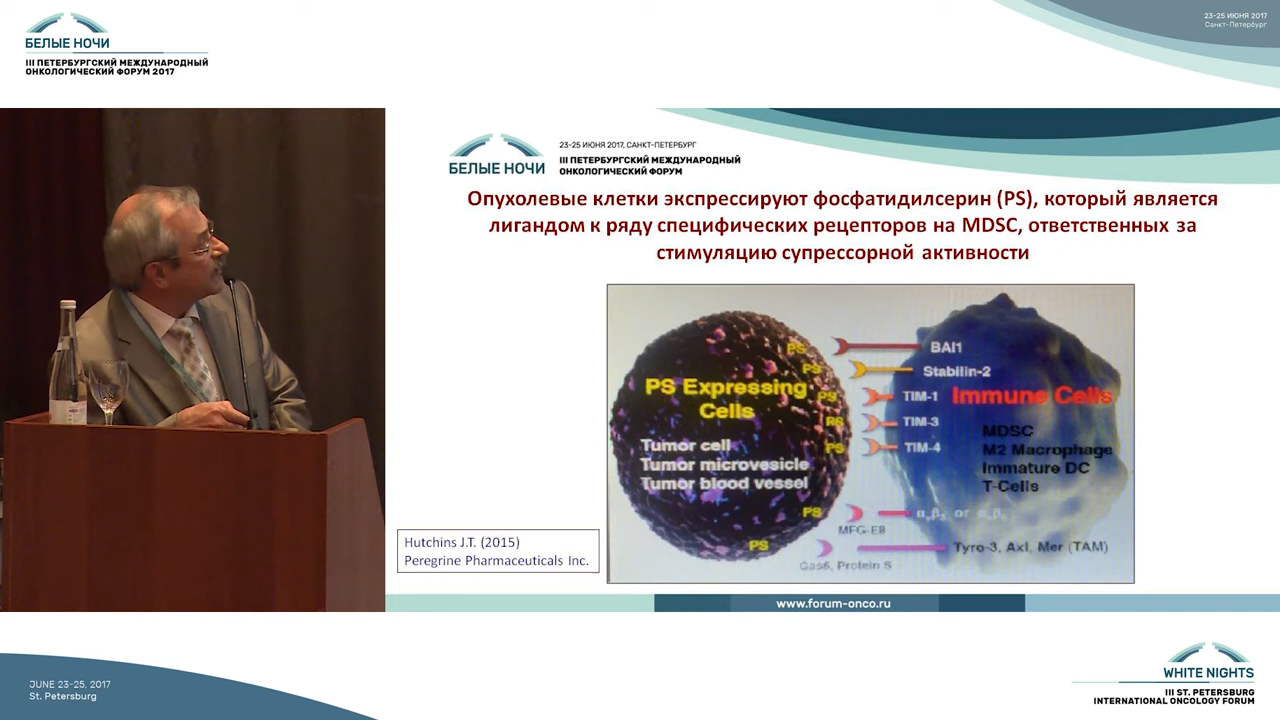 БЕЛЫЕ НОЧИ
III ПЕТЕРБУРГСКИЙ МЕЖДУНАРОДНЫЙ
ОНКОЛОГИЧЕСКИЙ ФОРУМ 2017
23-25 ИЮНЯ 2017
Санкт-Петербург
БЕЛЫЕ НОЧИ
23-25 ИЮНЯ 2017, САНКТ-ПЕТЕРБУРГ
III ПЕТЕРБУРГСКИЙ МЕЖДУНАРОДНЫЙ
ОНКОЛОГИЧЕСКИЙ ФОРУМ
Опухолевые клетки экспрессируют фосфатидилсерин (PS), который является
лигандом к ряду специфических рецепторов на MDSC, ответственных за
стимуляцию супрессорной активности
PS Expressing
Cells
Tumor cell
Tumor microvesicle
Tumor blood vessel
PS
PS
PS
PS
PS
PS
BAI1
Stabilin-2
TIM-1
TIM-3
TIM-4
Immune Cells
MDSC
M2 Macrophage
Immature DC
T-Cells
MFG-E8
or
Gas6, Protein S
Tyro-3, Axl, Mer (TAM)
Hutchins J.T. (2015)
Peregrine Pharmaceuticals Inc.
www.forum-onco.ru
JUNE 23-25, 2017
St. Petersburg
WHITE NIGHTS
III ST. PETERSBURG
INTERNATIONAL ONCOLOGY FORUM